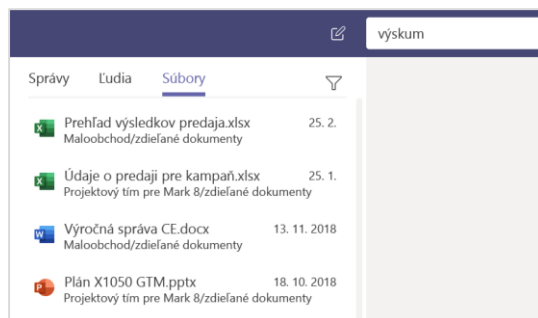 výskum
Správy Ľudia Súbory
Prehľad výsledkov predaja.xlsx 25. 2.
Maloobchod/zdieľané dokumenty
Údaje o predaji pre kampaň.xlsx 25. 1.
Projektový tím pre Mark 8/zdieľané dokumenty
Výročná správa CE.docx 13. 11. 2018
Maloobchod/zdieľané dokumenty
Plán X1050 GTM.pptx 18. 10. 2018
Projektový tím pre Mark 8/zdieľané dokumenty